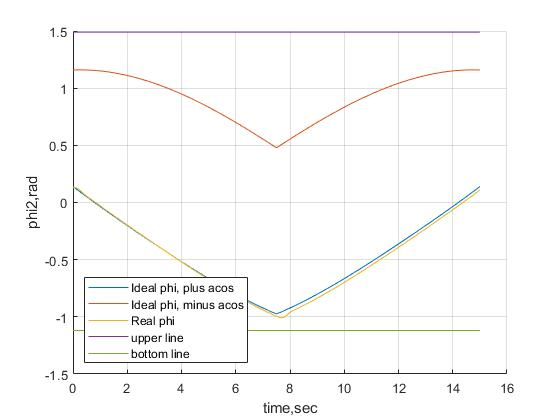 1.5
1
0.5
0
-0.5
-1
-1.5
phi2,rad
Ideal phi, plus acos
Ideal phi, minus acos
Real phi
upper line
bottom line
0 2 4 6 8 10 12 14 16
time,sec